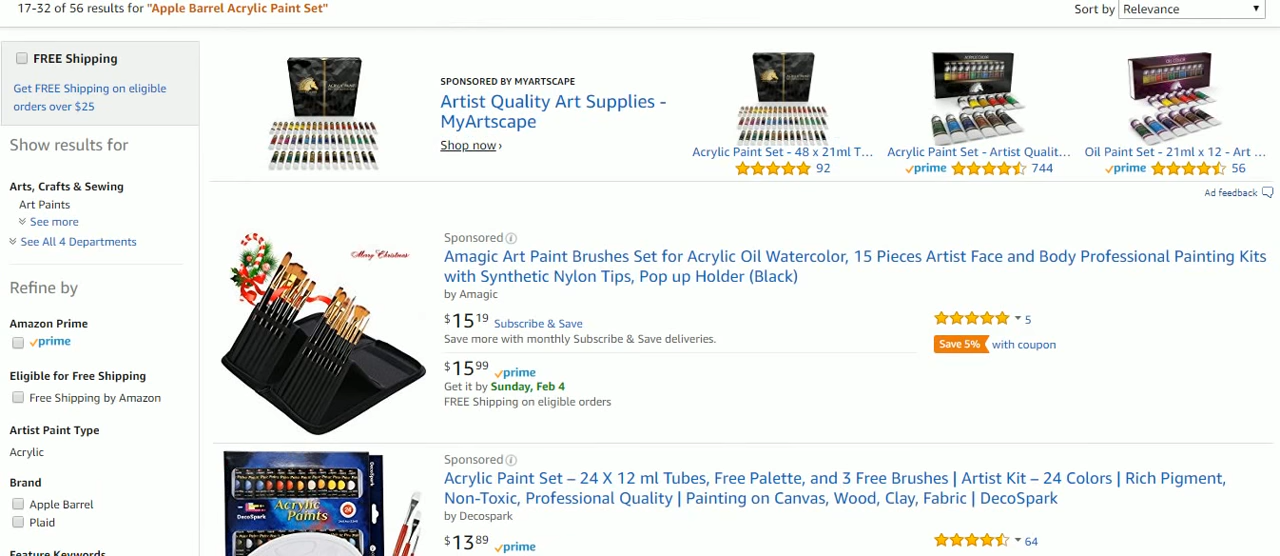 17-32 of 56 results for "Apple Barrel Acrylic Paint Set"
Sort by Relevance
FREE Shipping
Get FREE Shipping on eligible
orders over $25
Show results for
Arts, Crafts & Sewing
Art Paints
See more
See All 4 Departments
Refine by
Amazon Prime
prime
Eligible for Free Shipping
Free Shipping by Amazon
Artist Paint Type
Acrylic
Brand
Apple Barrel
Plaid
Feature Keywords
SPONSORED BY MYARTSCAPE
Artist Quality Art Supplies -
MyArtscape
Shop now ›
Acrylic Paint Set - 48 x 21ml T...
92
Acrylic Paint Set - Artist Qualit...
prime 744
Oil Paint Set - 21ml x 12 - Art ...
prime 56
Ad feedback
Merry Christmas
Sponsored
Amagic Art Paint Brushes Set for Acrylic Oil Watercolor, 15 Pieces Artist Face and Body Professional Painting Kits
with Synthetic Nylon Tips, Pop up Holder (Black)
by Amagic
$15 19 Subscribe & Save
Save more with monthly Subscribe & Save deliveries.
$15 99 prime
Get it by Sunday, Feb 4
FREE Shipping on eligible orders
5
Save 5% with coupon
DecoSpark
Acrylic
Paints
24
DecoSpark
Sponsored
Acrylic Paint Set – 24 X 12 ml Tubes, Free Palette, and 3 Free Brushes | Artist Kit – 24 Colors | Rich Pigment,
Non-Toxic, Professional Quality | Painting on Canvas, Wood, Clay, Fabric | DecoSpark
by Decospark
$13 89 prime
64